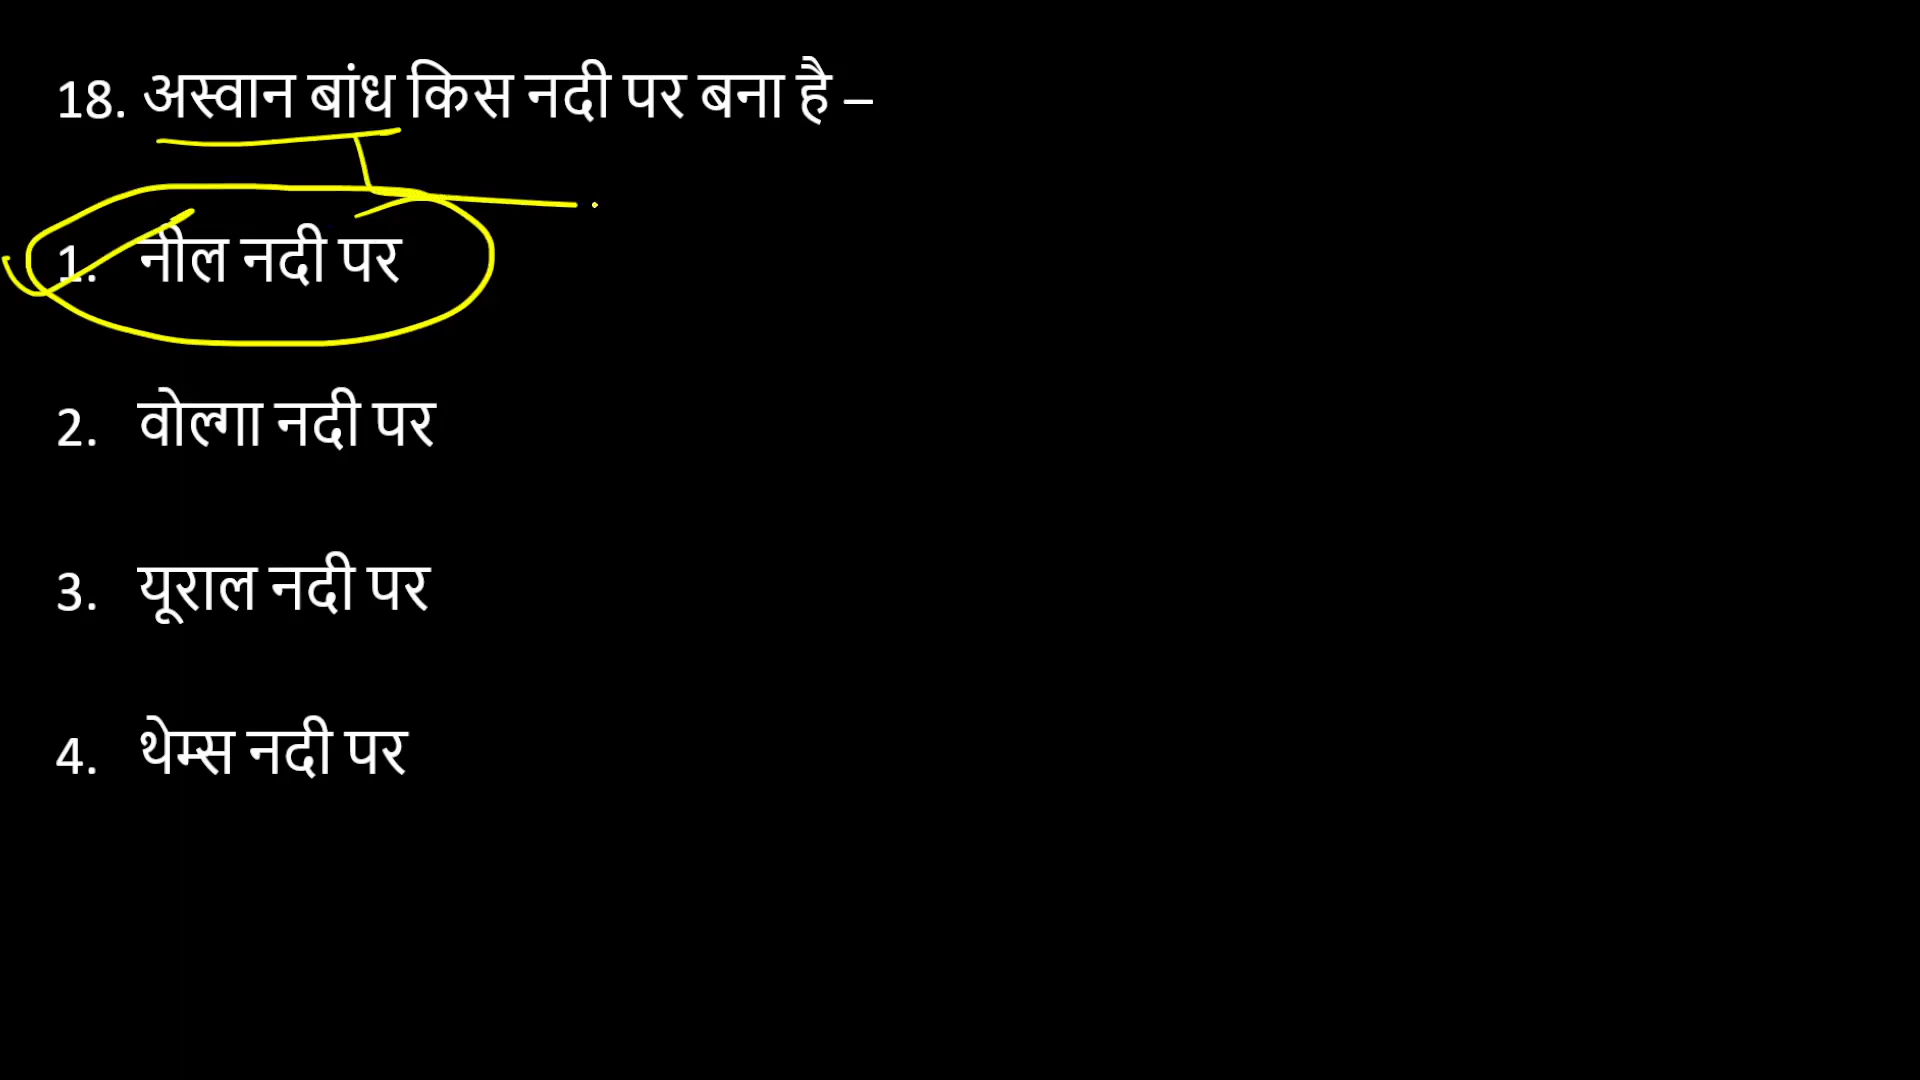 18. अस्वान बांध किस नदी पर बना है –
1. नील नदी पर
2. वोल्गा नदी पर
3. यूराल नदी पर
4. थेम्स नदी पर